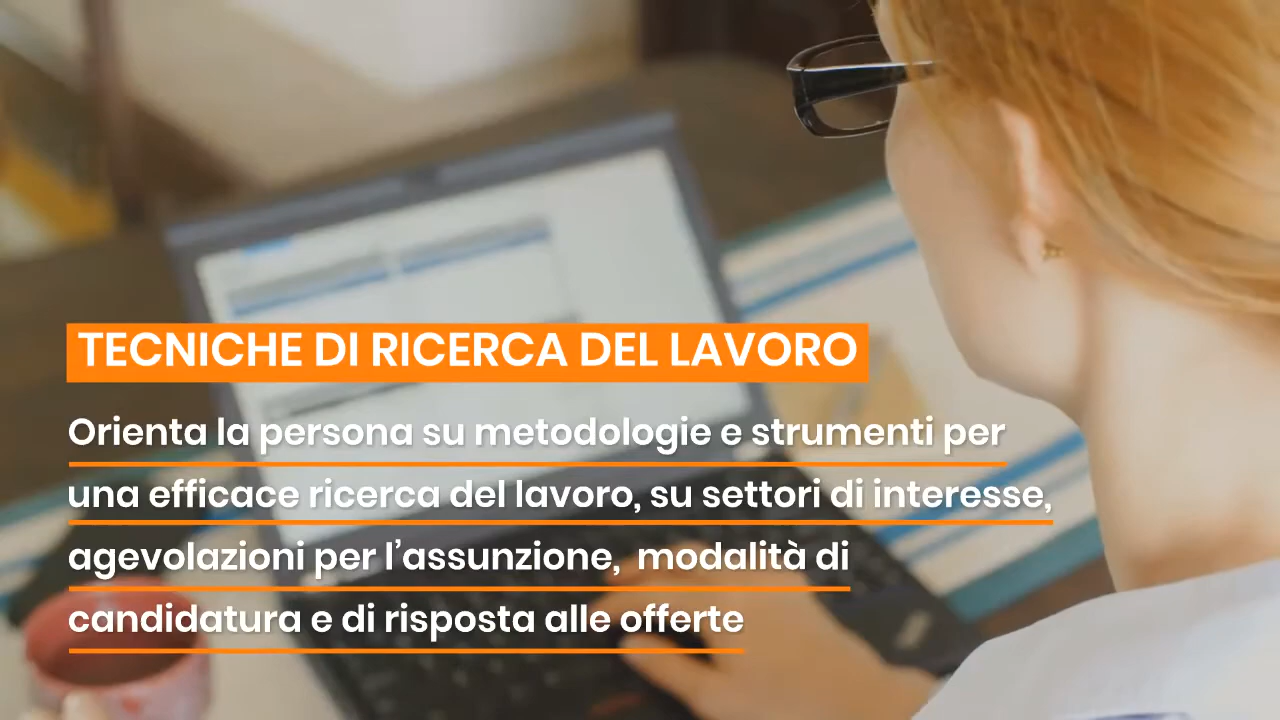 TECNICHE DI RICERCA DEL LAVORO
Orienta la persona su metodologie e strumenti per
una efficace ricerca del lavoro, su settori di interesse,
agevolazioni per l’assunzione,  modalità di
candidatura e di risposta alle offerte